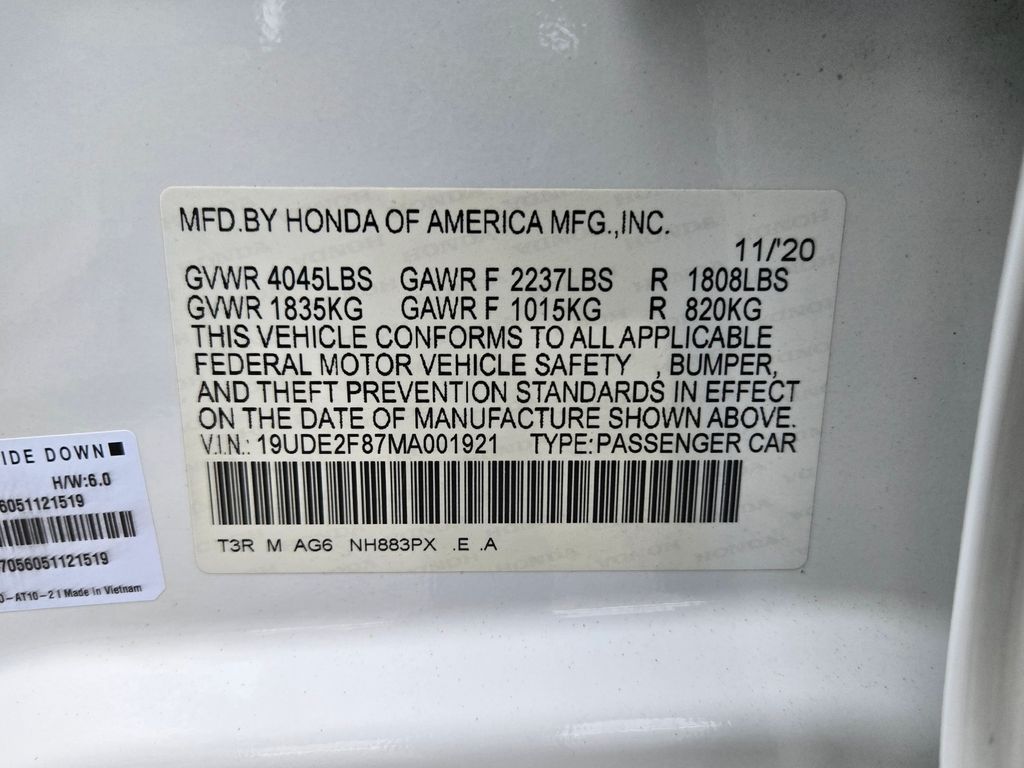 MFD.BY HONDA OF AMERICA MFG.,INC.
11/'20
GVWR 4045LBS GAWR F 2237LBS R 1808LBS
GVWR 1835KG GAWR F 1015KG R 820KG
THIS VEHICLE CONFORMS TO ALL APPLICABLE
FEDERAL MOTOR VEHICLE SAFETY , BUMPER,
AND THEFT PREVENTION STANDARDS IN EFFECT
ON THE DATE OF MANUFACTURE SHOWN ABOVE.
V.I.N.: 19UDE2F87MA001921 TYPE:PASSENGER CAR
T3R M AG6 NH883PX .E .A
IDE DOWN
H/W:6.0
6051121519
7056051121519
-AT10-2 | Made in Vietnam